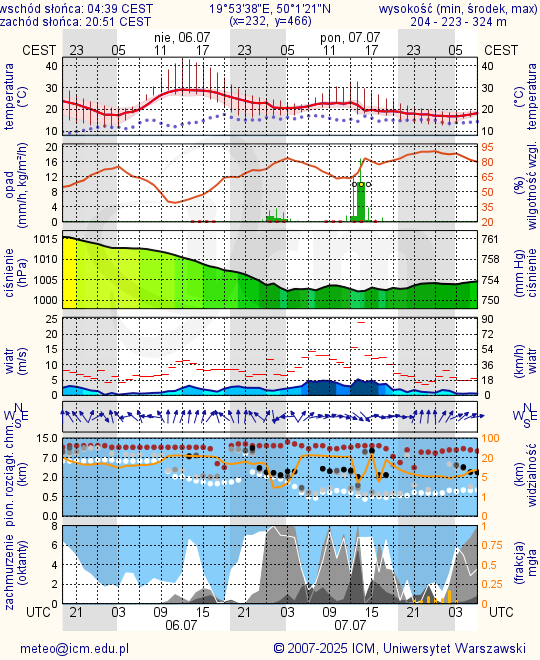 wschód słońca: 04:39 CEST 19°53'38"E, 50°1'21"N wysokość (min, środek, max)
zachód słońca: 20:51 CEST (x=232, y=466) 204 - 223 - 324 m
nie, 06.07 pon, 07.07
CEST 23 05 11 17 23 05 11 17 23 05 CEST
temperatura (°C) 40 30 20 10 40 30 20 10 (°C) temperatura
opad (mm/h, kg/m²/h) 20 16 12 8 4 0 95 80 65 50 35 20 (%) wilgotność wzgl.
ciśnienie (hPa) 1015 1010 1005 1000 761 758 754 750 (mm Hg) ciśnienie
wiatr (m/s) 25 20 15 10 5 0 90 72 54 36 18 0 (km/h) wiatr
N W E S N W E S
pion. rozciągł. chm. (km) 15.0 7.0 2.0 0.5 0.0 100 20 5 1 0 (km) widzialność
zachmurzenie (oktanty) 8 6 4 2 0 1 0.75 0.5 0.25 0 (frakcja) mgła
UTC 21 03 09 15 21 03 09 15 21 03 UTC
06.07 07.07
meteo@icm.edu.pl © 2007-2025 ICM, Uniwersytet Warszawski